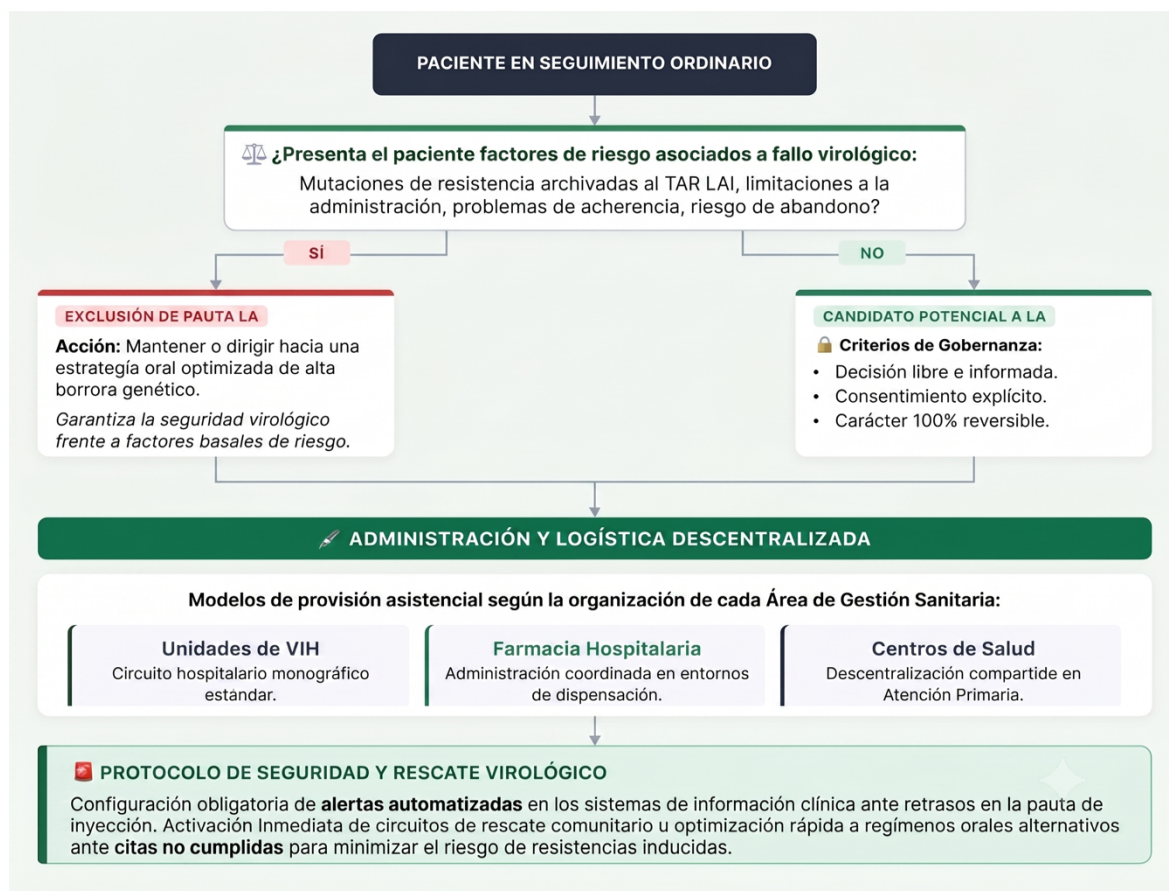 PACIENTE EN SEGUIMIENTO ORDINARIO
¿Presenta el paciente factores de riesgo asociados a fallo virológico:
Mutaciones de resistencia archivadas al TAR LAI, limitaciones a la
administración, problemas de acherencia, riesgo de abandono?
SÍ
NO
EXCLUSIÓN DE PAUTA LA
Acción: Mantener o dirigir hacia una
estrategía oral optimizada de alta
borrora genético.
Garantiza la seguridad virológico
frente a factores basales de riesgo.
CANDIDATO POTENCIAL A LA
Criterios de Gobernanza:
• Decisión libre e informada.
• Consentimiento explícito.
• Carácter 100% reversible.
ADMINISTRACIÓN Y LOGÍSTICA DESCENTRALIZADA
Modelos de provisión asistencial según la organización de cada Área de Gestión Sanitaria:
Unidades de VIH
Circuito hospitalario monográfico
estándar.
Farmacia Hospitalaria
Administración coordinada en entornos
de dispensación.
Centros de Salud
Descentralización compartide en
Atención Primaria.
PROTOCOLO DE SEGURIDAD Y RESCATE VIROLÓGICO
Configuración obligatoria de alertas automatizadas en los sistemas de información clínica ante retrasos en la pauta de
inyección. Activación Inmediata de circuitos de rescate comunitario u optimización rápida a regímenes orales alternativos
ante citas no cumplidas para minimizar el riesgo de resistencias inducidas.